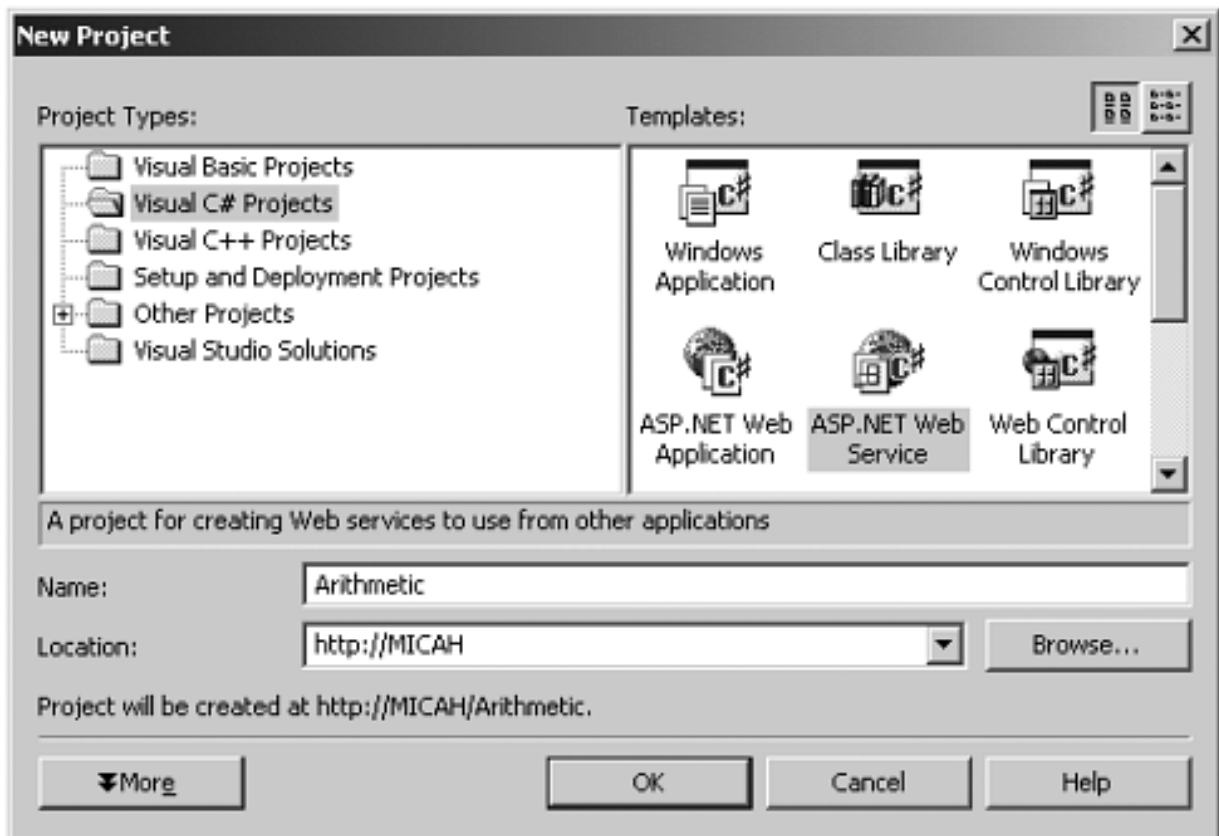 New Project
Project Types:
Templates:
Visual Basic Projects
Visual C# Projects
Visual C++ Projects
Setup and Deployment Projects
Other Projects
Visual Studio Solutions
Windows
Application
Class Library
Windows
Control Library
ASP.NET Web
Application
ASP.NET Web
Service
Web Control
Library
A project for creating Web services to use from other applications
Name:
Arithmetic
Location:
http://MICAH
Browse...
Project will be created at http://MICAH/Arithmetic.
More
OK
Cancel
Help